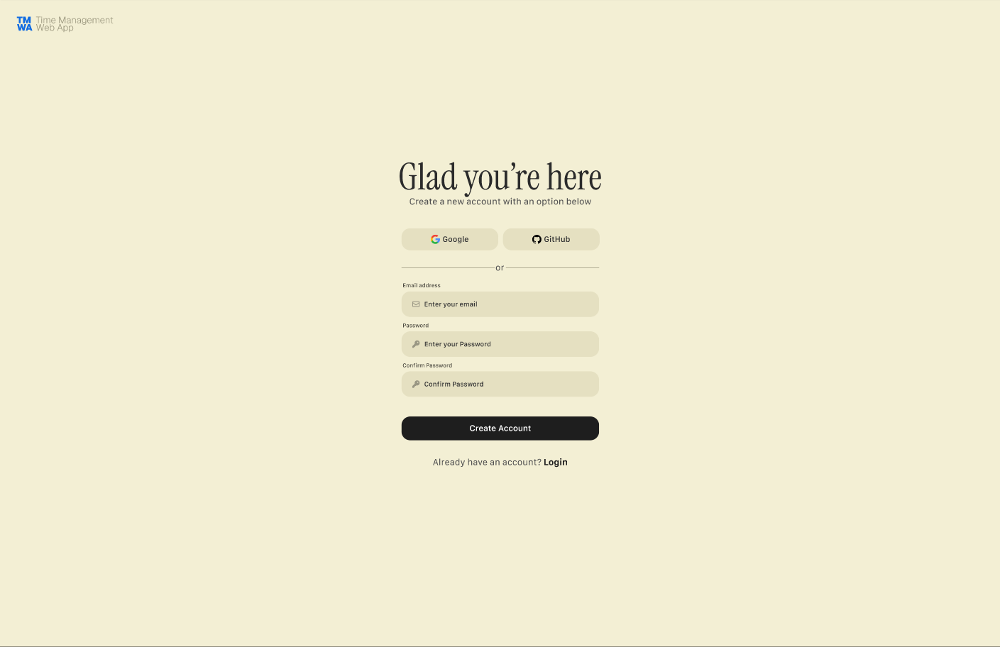 TM
WA
Time Management
Web App
Glad you’re here
Create a new account with an option below
Google
GitHub
or
Email address
Enter your email
Password
Enter your Password
Confirm Password
Confirm Password
Create Account
Already have an account? Login